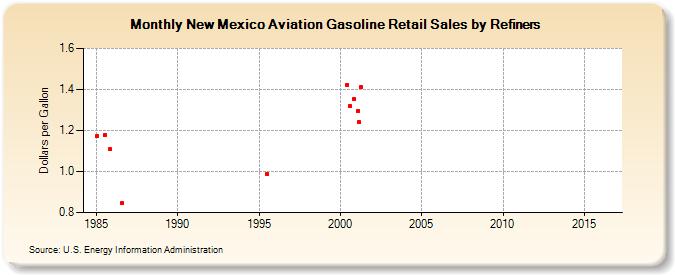 Monthly New Mexico Aviation Gasoline Retail Sales by Refiners
Dollars per Gallon
1.6
1.4
1.2
1.0
0.8
1985 1990 1995 2000 2005 2010 2015
Source: U.S. Energy Information Administration